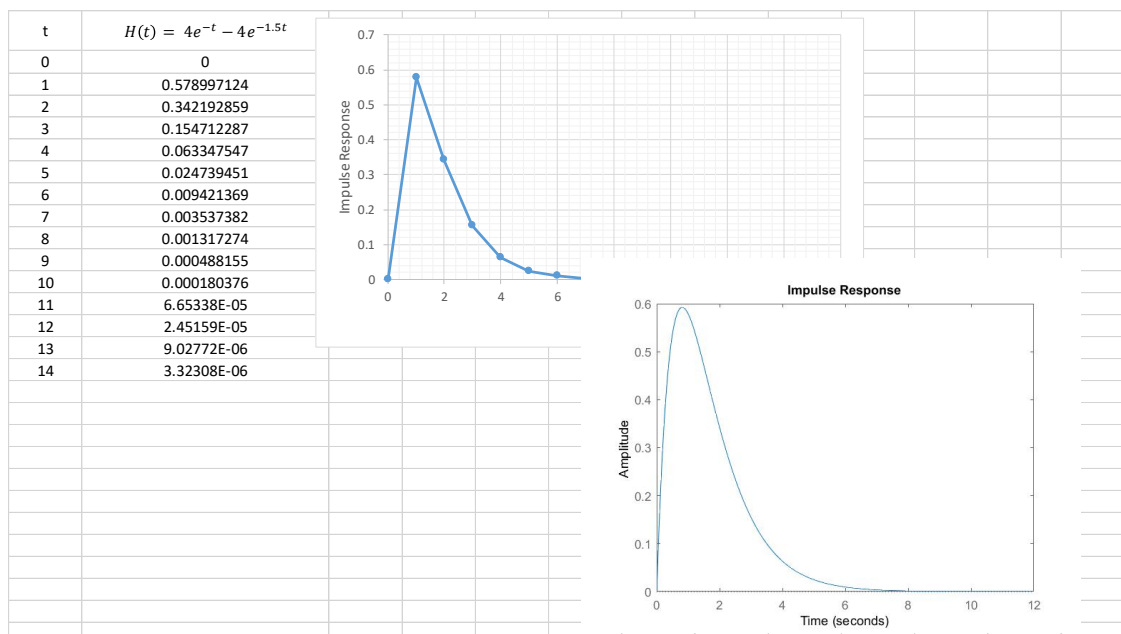 t H(t) = 4e^{-t} − 4e^{-1.5t}
0 0
1 0.578997124
2 0.342192859
3 0.154712287
4 0.063347547
5 0.024739451
6 0.009421369
7 0.003537382
8 0.001317274
9 0.000488155
10 0.000180376
11 6.65338E-05
12 2.45159E-05
13 9.02772E-06
14 3.32308E-06
0.7
0.6
0.5
0.4
0.3
0.2
0.1
0
Impulse Response
0 2 4 6
Impulse Response
0.6
0.5
0.4
0.3
0.2
0.1
0
Amplitude
0 2 4 6 8 10 12
Time (seconds)